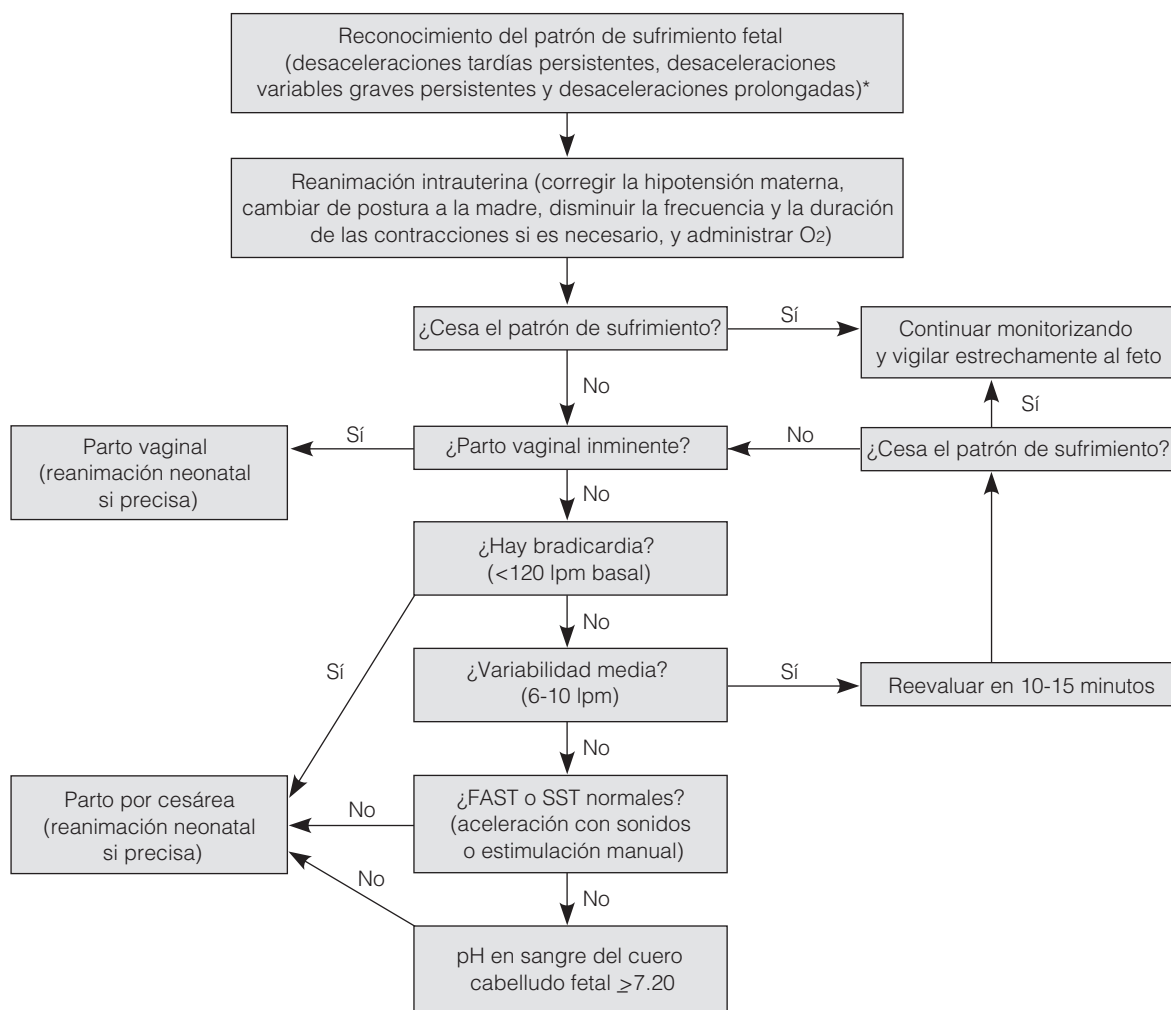 Reconocimiento del patrón de sufrimiento fetal
(desaceleraciones tardías persistentes, desaceleraciones
variables graves persistentes y desaceleraciones prolongadas)*
Reanimación intrauterina (corregir la hipotensión materna,
cambiar de postura a la madre, disminuir la frecuencia y la duración
de las contracciones si es necesario, y administrar O2)
¿Cesa el patrón de sufrimiento?
Sí
Continuar monitorizando
y vigilar estrechamente al feto
No
Sí
Parto vaginal
(reanimación neonatal
si precisa)
Sí
¿Parto vaginal inminente?
No
¿Cesa el patrón de sufrimiento?
No
¿Hay bradicardia?
(<120 lpm basal)
No
Sí
¿Variabilidad media?
(6-10 lpm)
Sí
Reevaluar en 10-15 minutos
No
Parto por cesárea
(reanimación neonatal
si precisa)
No
¿FAST o SST normales?
(aceleración con sonidos
o estimulación manual)
No
No
pH en sangre del cuero
cabelludo fetal ≥7.20